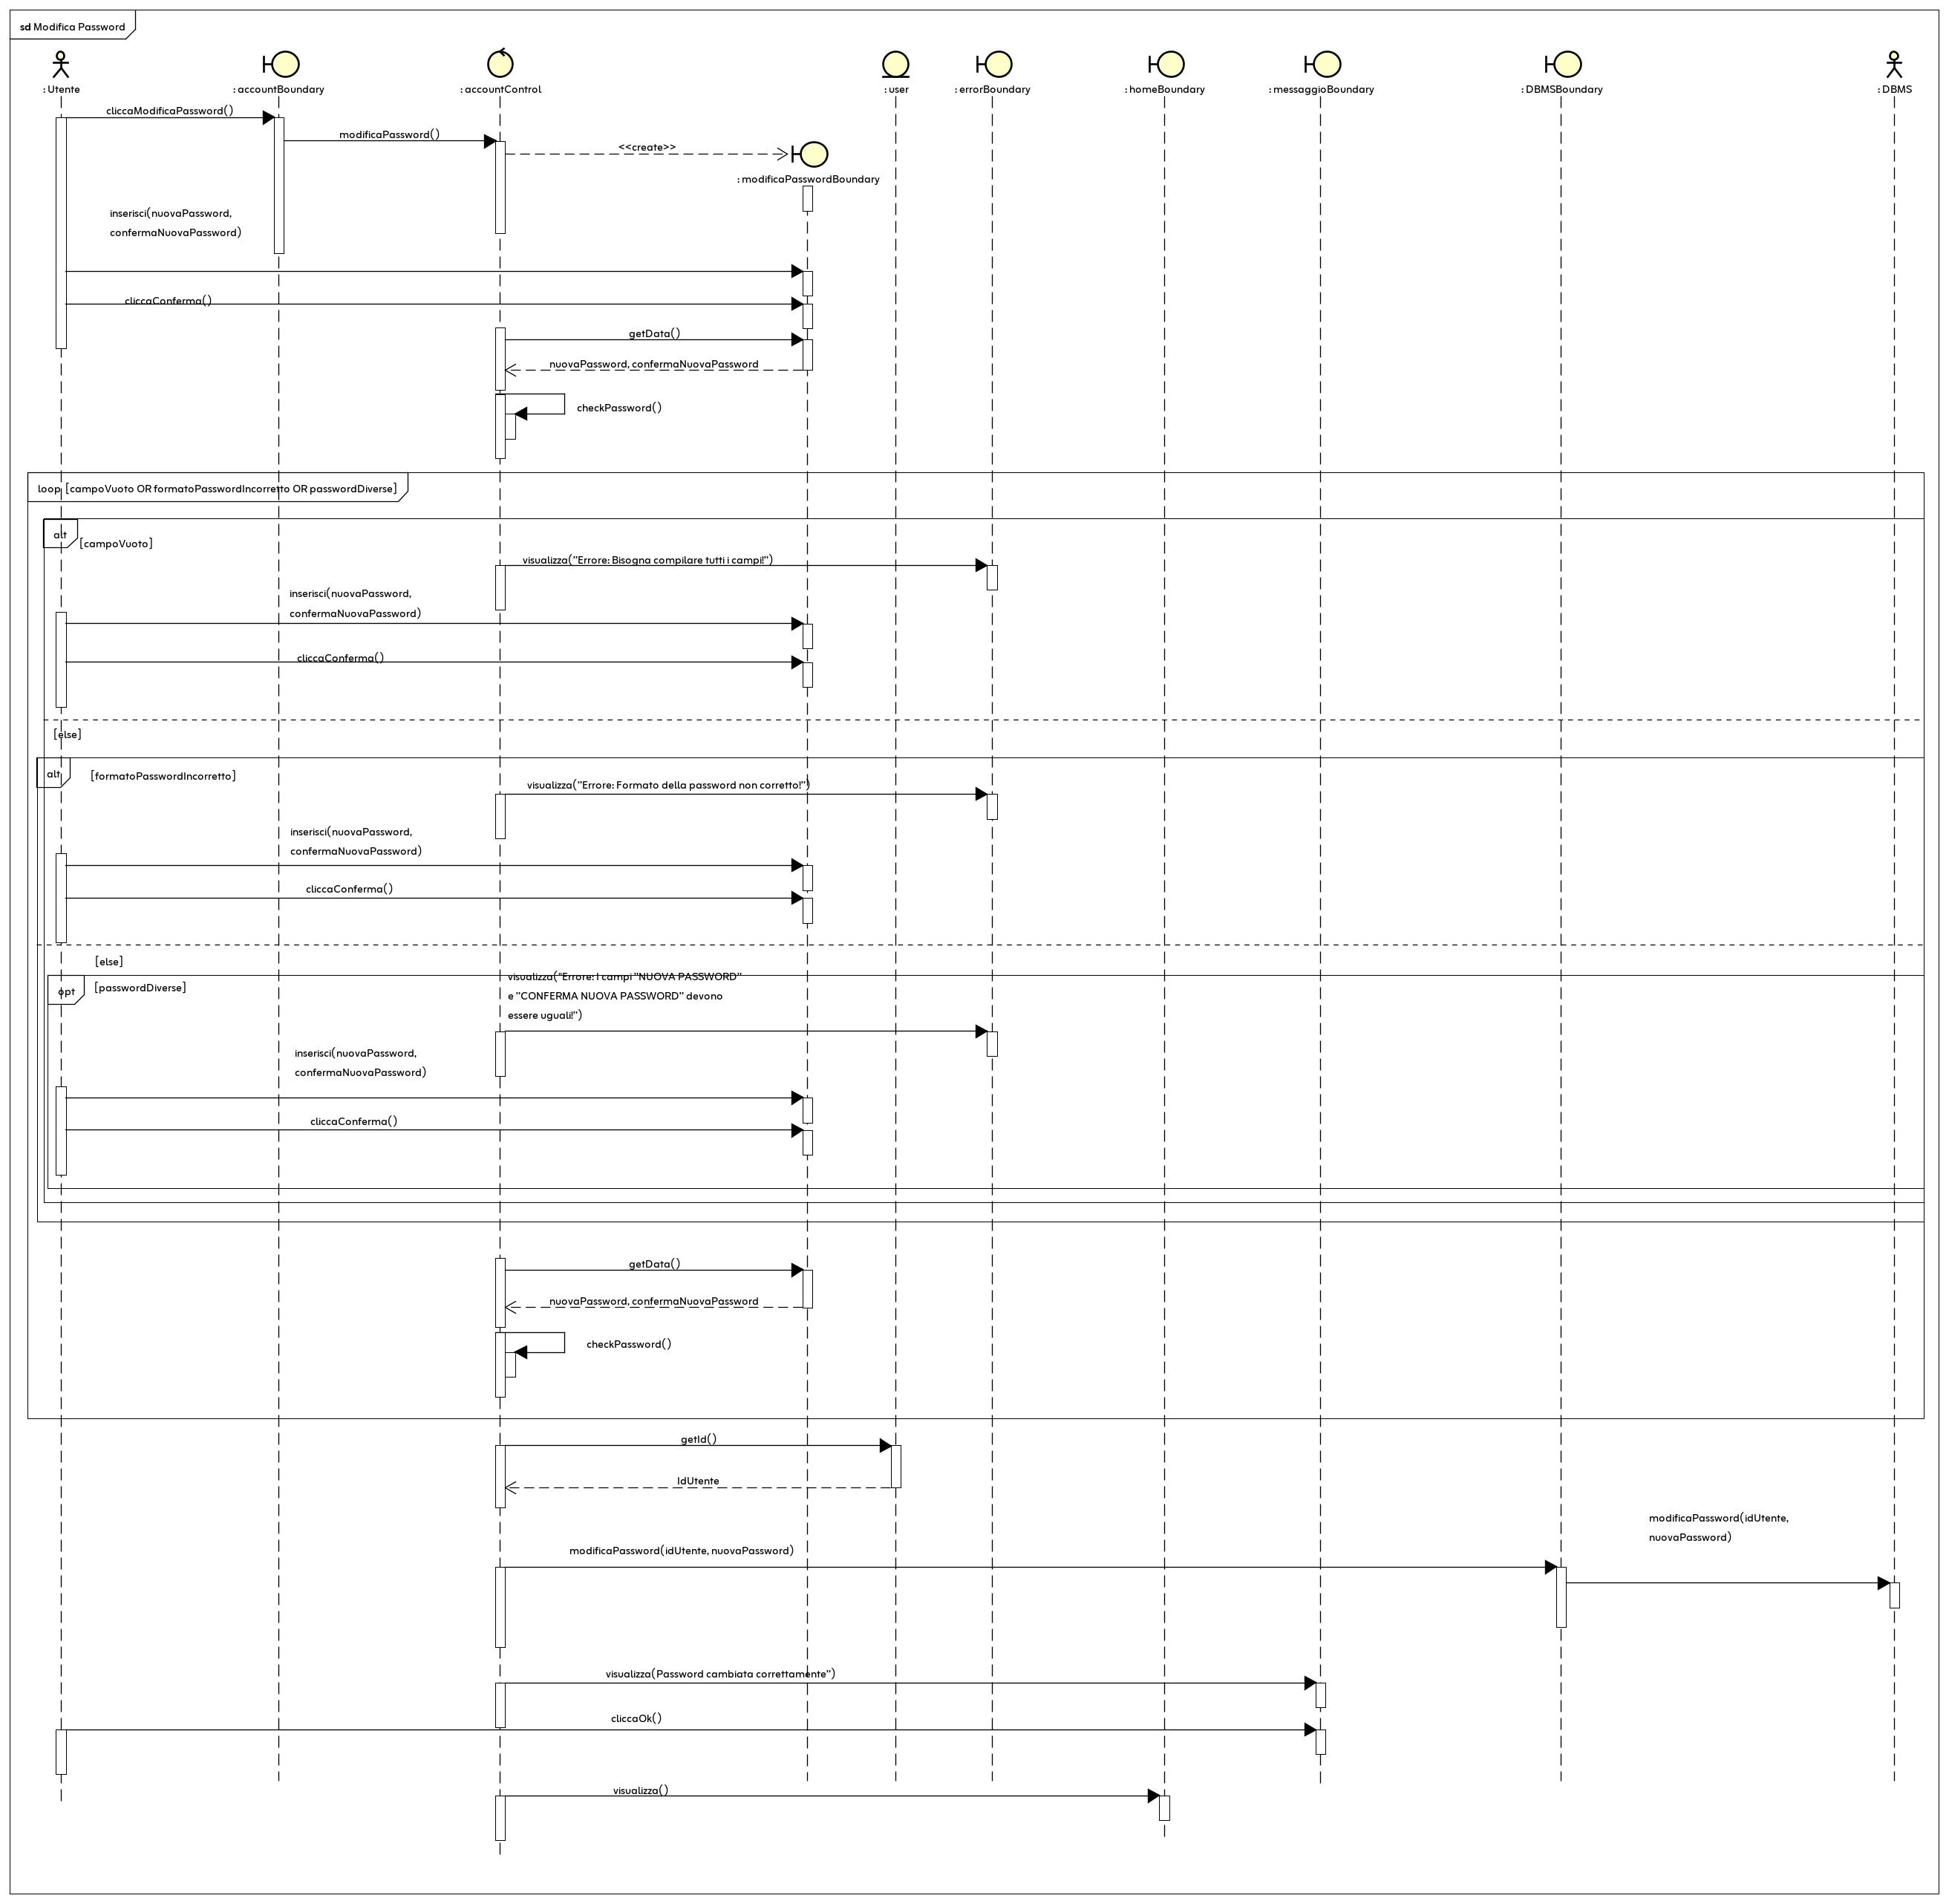 sd Modifica Password
: Utente
: accountBoundary
: accountControl
: user
: errorBoundary
: homeBoundary
: messaggioBoundary
: DBMSBoundary
: DBMS
cliccaModificaPassword()
modificaPassword()
<<create>>
: modificaPasswordBoundary
inserisci(nuovaPassword,
confermaNuovaPassword)
cliccaConferma()
getData()
nuovaPassword, confermaNuovaPassword
checkPassword()
loop [campoVuoto OR formatoPasswordIncorretto OR passwordDiverse]
alt
[campoVuoto]
visualizza("Errore: Bisogna compilare tutti i campi!")
inserisci(nuovaPassword,
confermaNuovaPassword)
cliccaConferma()
[else]
alt
[formatoPasswordIncorretto]
visualizza("Errore: Formato della password non corretto!")
inserisci(nuovaPassword,
confermaNuovaPassword)
cliccaConferma()
[else]
opt
[passwordDiverse]
visualizza("Errore: I campi "NUOVA PASSWORD"
e "CONFERMA NUOVA PASSWORD" devono
essere uguali!")
inserisci(nuovaPassword,
confermaNuovaPassword)
cliccaConferma()
getData()
nuovaPassword, confermaNuovaPassword
checkPassword()
getId()
IdUtente
modificaPassword(idUtente,
nuovaPassword)
modificaPassword(idUtente, nuovaPassword)
visualizza(Password cambiata correttamente")
cliccaOk()
visualizza()